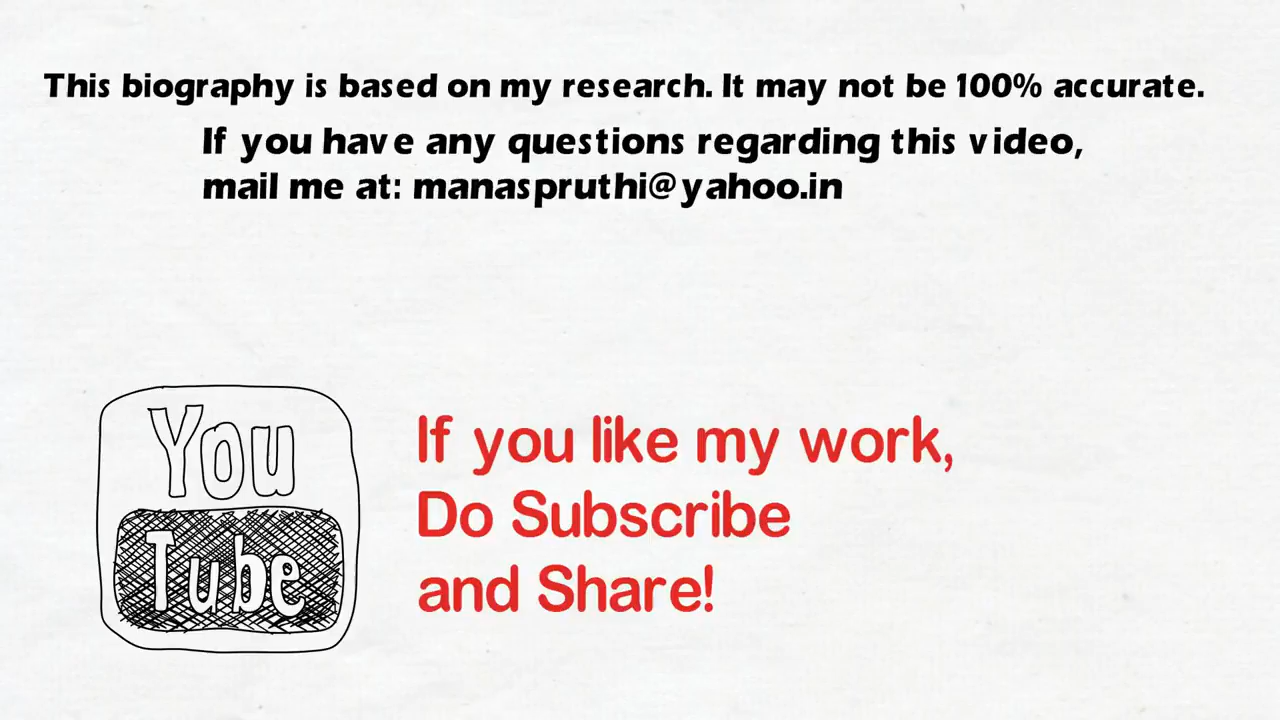 This biography is based on my research. It may not be 100% accurate.
If you have any questions regarding this video,
mail me at: manaspruthi@yahoo.in
You
Tube
If you like my work,
Do Subscribe
and Share!